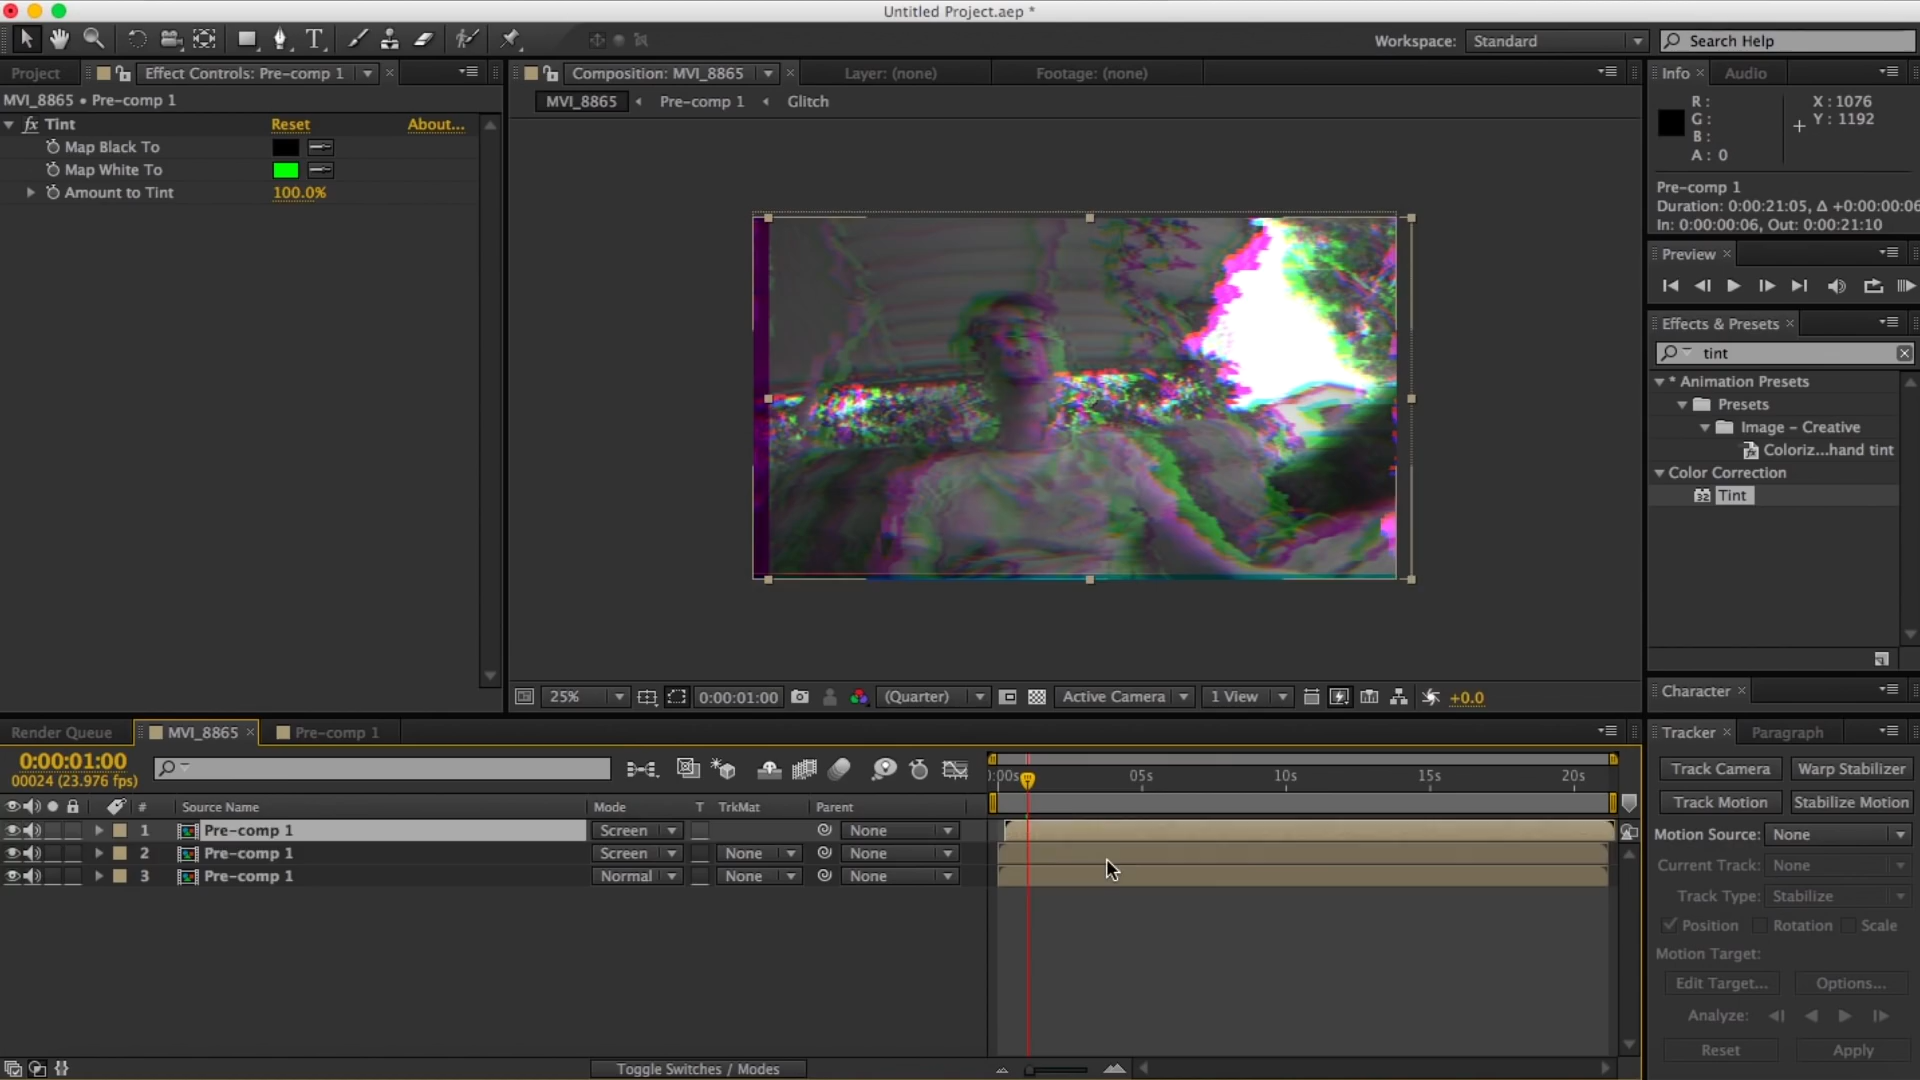 Untitled Project.aep *
Workspace: Standard
Search Help
Project
Effect Controls: Pre-comp 1
MVI_8865 • Pre-comp 1
fx Tint Reset About...
Map Black To
Map White To
Amount to Tint 100.0%
Composition: MVI_8865
Layer: (none)
Footage: (none)
MVI_8865 Pre-comp 1 Glitch
Info Audio
R: X : 1076
G: Y : 1192
B:
A : 0
Pre-comp 1
Duration: 0:00:21:05, Δ +0:00:00:06
In: 0:00:00:06, Out: 0:00:21:10
Preview
Effects & Presets
tint
* Animation Presets
Presets
Image – Creative
Coloriz...hand tint
Color Correction
32 Tint
25% 0:00:01:00 (Quarter) Active Camera 1 View +0.0
Character
Render Queue MVI_8865 Pre-comp 1
0:00:01:00
00024 (23.976 fps)
):00s 05s 10s 15s 20s
# Source Name Mode T TrkMat Parent
1 Pre-comp 1 Screen None
2 Pre-comp 1 Screen None None
3 Pre-comp 1 Normal None None
Toggle Switches / Modes
Tracker Paragraph
Track Camera Warp Stabilizer
Track Motion Stabilize Motion
Motion Source: None
Current Track: None
Track Type: Stabilize
Position Rotation Scale
Motion Target:
Edit Target... Options...
Analyze:
Reset Apply